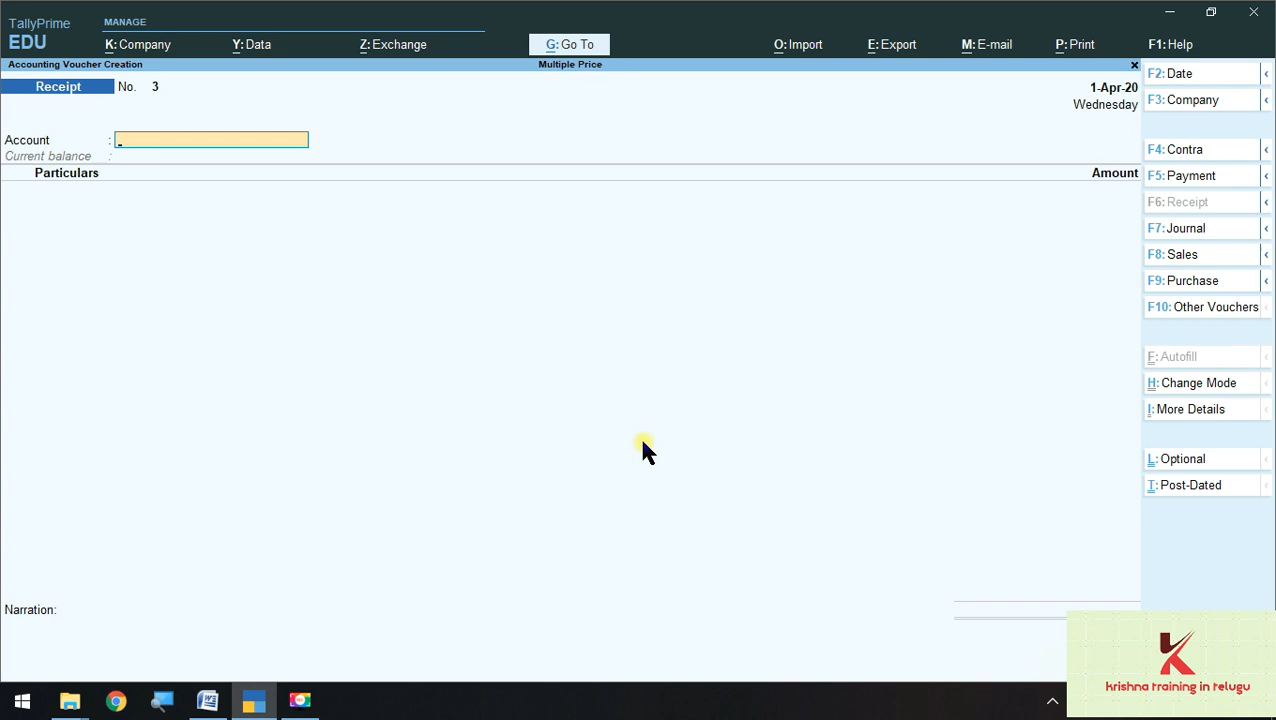 TallyPrime
EDU
MANAGE
K: Company
Y: Data
Z: Exchange
G: Go To
O: Import
E: Export
M: E-mail
P: Print
F1: Help
Accounting Voucher Creation
Multiple Price
Receipt
No. 3
1-Apr-20
Wednesday
Account :
Current balance :
Particulars
Amount
F2: Date
F3: Company
F4: Contra
F5: Payment
F6: Receipt
F7: Journal
F8: Sales
F9: Purchase
F10: Other Vouchers
F: Autofill
H: Change Mode
I: More Details
L: Optional
T: Post-Dated
Narration:
krishna training in telugu